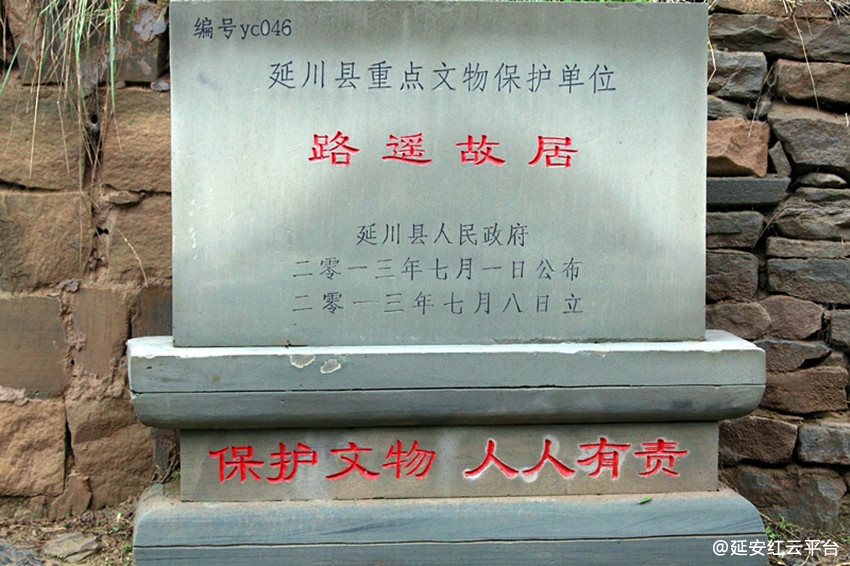 编号yc046
延川县重点文物保护单位
路遥故居
延川县人民政府
二零一三年七月一日公布
二零一三年七月八日立
保护文物 人人有责
@延安红云平台